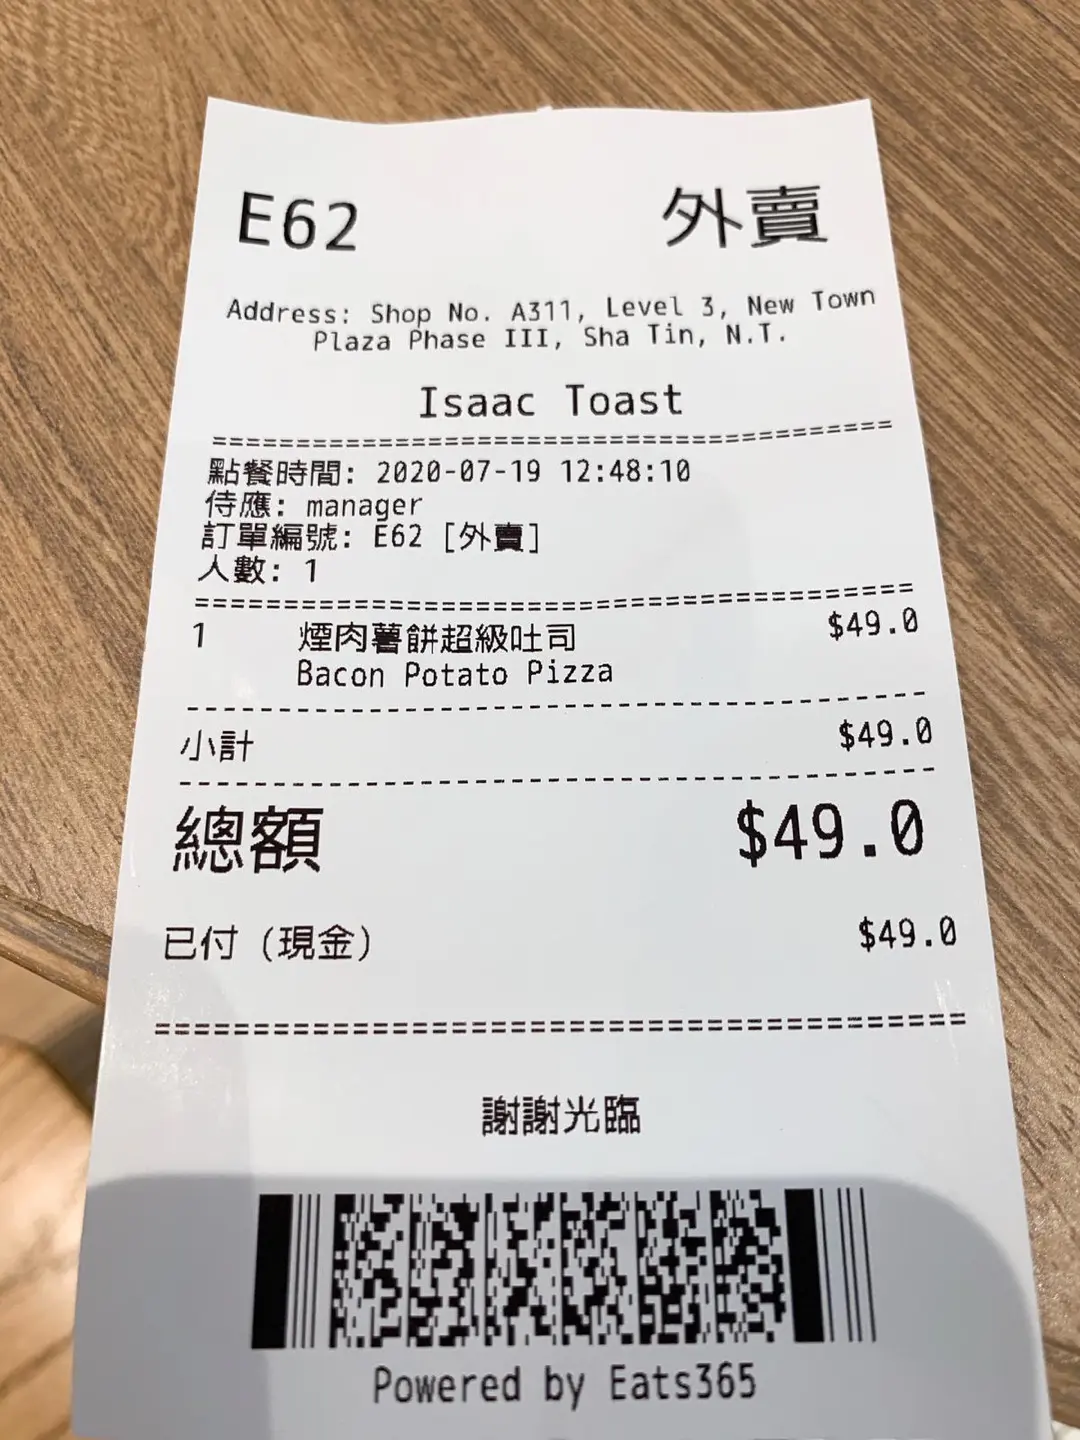 E62 外賣
Address: Shop No. A311, Level 3, New Town
Plaza Phase III, Sha Tin, N.T.
Isaac Toast
點餐時間: 2020-07-19 12:48:10
侍應: manager
訂單編號: E62 [外賣]
人數: 1
1 煙肉薯餅超級吐司 $49.0
Bacon Potato Pizza
小計 $49.0
總額 $49.0
已付 (現金) $49.0
謝謝光臨
Powered by Eats365